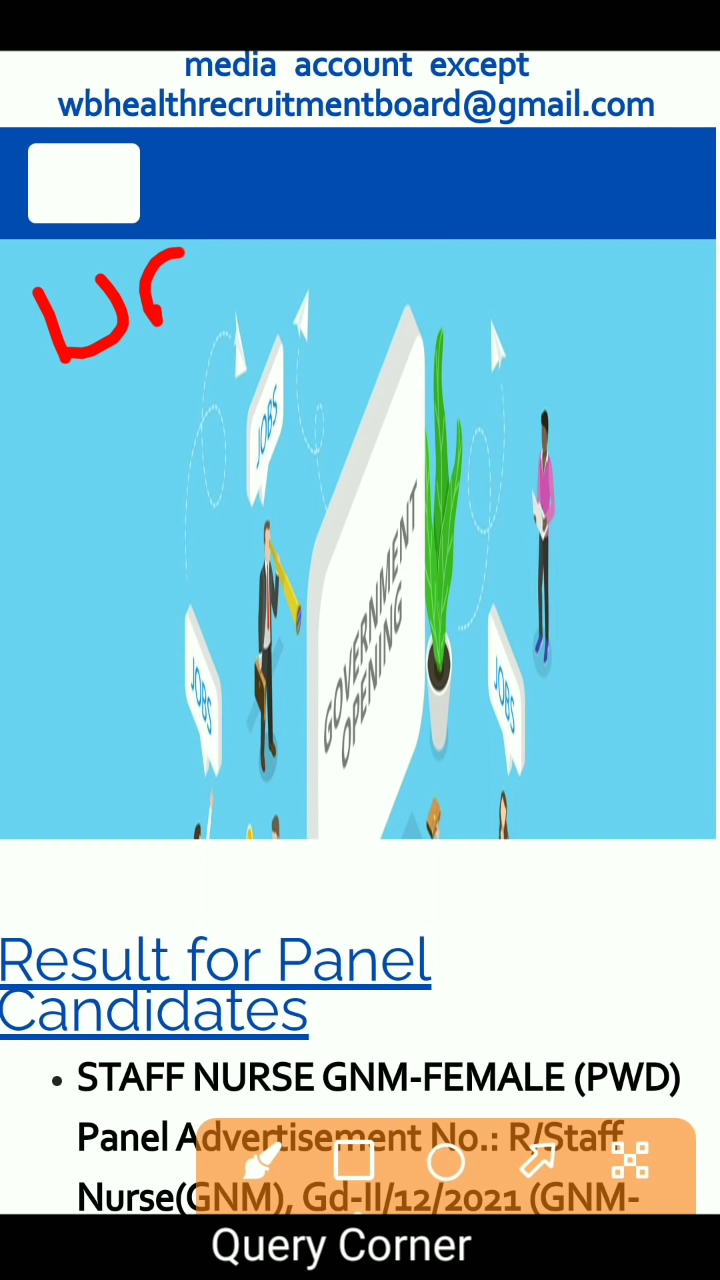 media account except
wbhealthrecruitmentboard@gmail.com
JOBS
GOVERNMENT
OPENING
JOBS
JOBS
Result for Panel
Candidates
• STAFF NURSE GNM-FEMALE (PWD)
Panel Advertisement No.: R/Staff
Nurse(GNM), Gd-II/12/2021 (GNM-
Query Corner